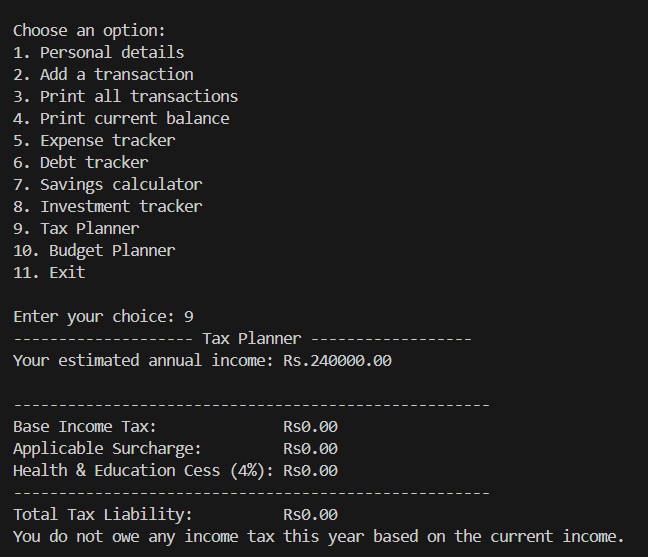 Choose an option:
1. Personal details
2. Add a transaction
3. Print all transactions
4. Print current balance
5. Expense tracker
6. Debt tracker
7. Savings calculator
8. Investment tracker
9. Tax Planner
10. Budget Planner
11. Exit
Enter your choice: 9
-------------------- Tax Planner ------------------
Your estimated annual income: Rs.240000.00
-----------------------------------------------------
Base Income Tax: Rs0.00
Applicable Surcharge: Rs0.00
Health & Education Cess (4%): Rs0.00
-----------------------------------------------------
Total Tax Liability: Rs0.00
You do not owe any income tax this year based on the current income.